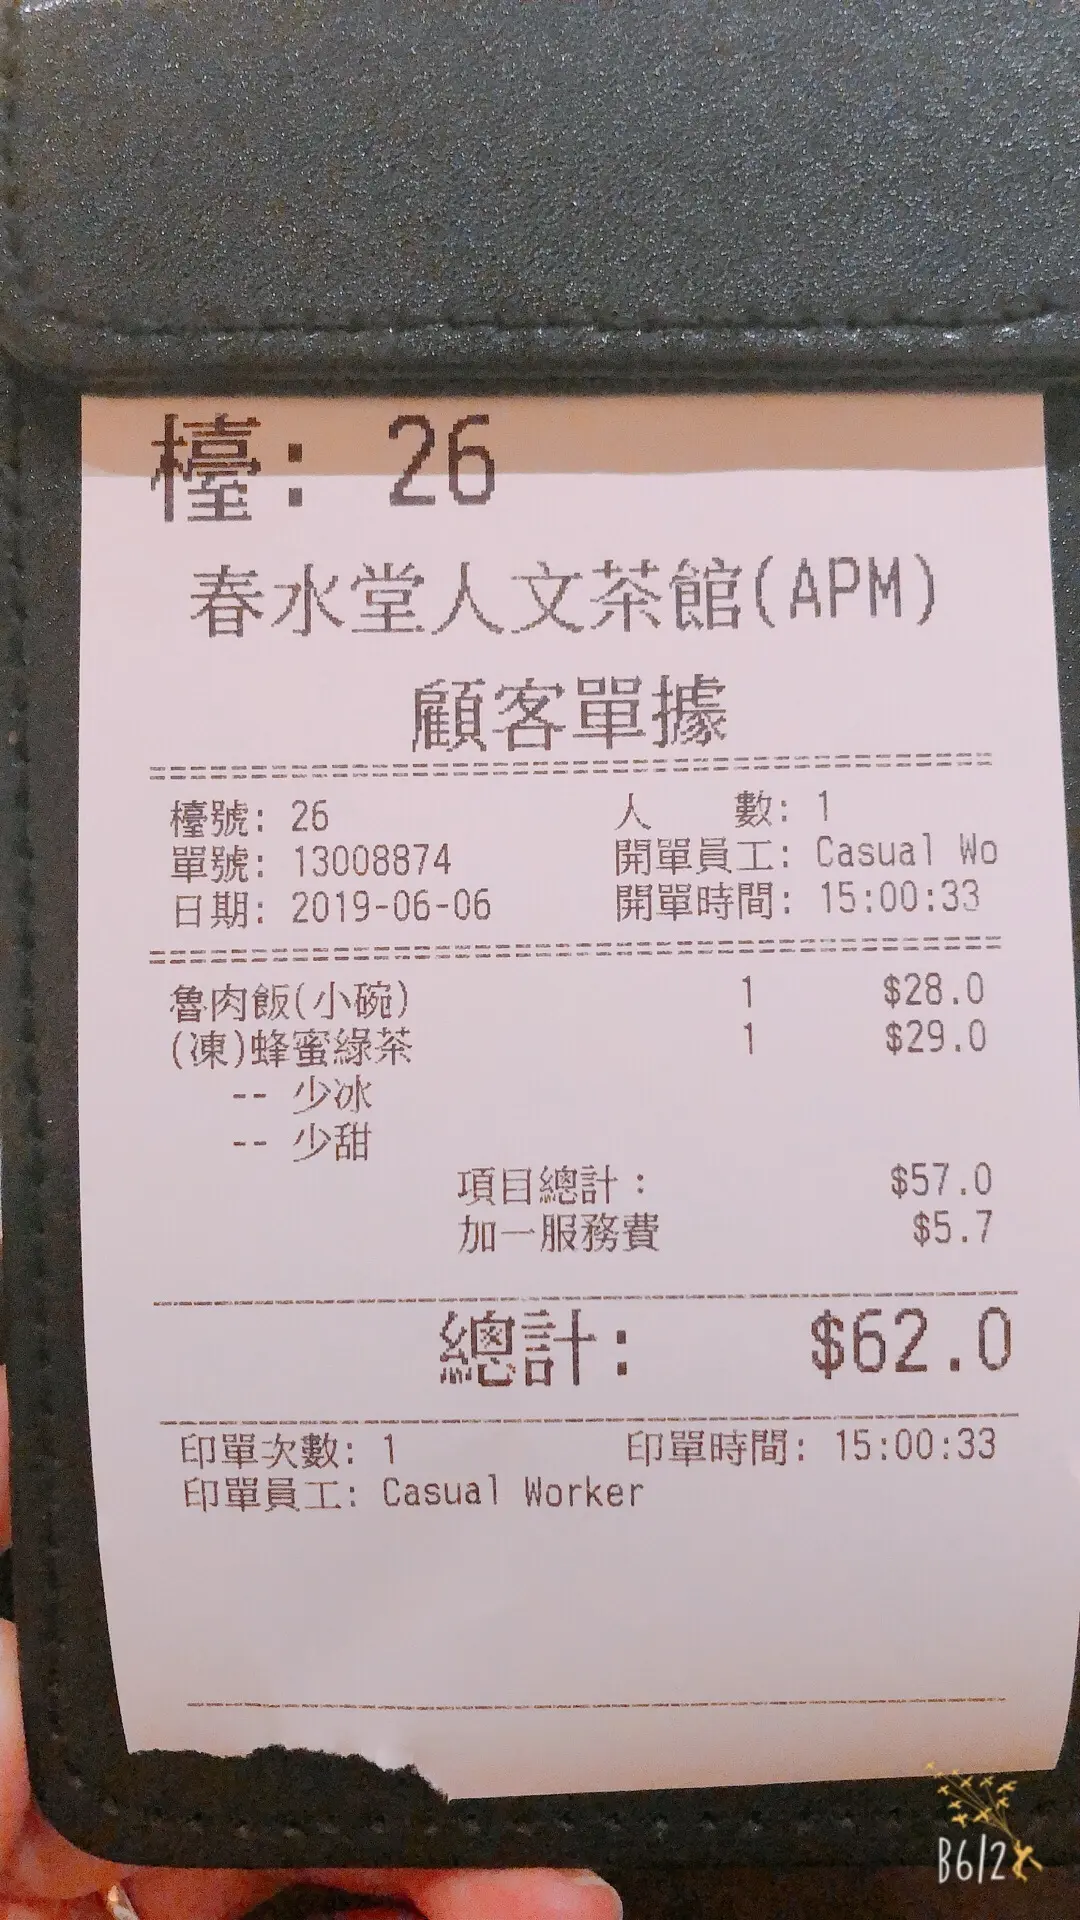 檯: 26
春水堂人文茶館(APM)
顧客單據
檯號: 26 人 數: 1
單號: 13008874 開單員工: Casual Wo
日期: 2019-06-06 開單時間: 15:00:33
魯肉飯(小碗) 1 $28.0
(凍)蜂蜜綠茶 1 $29.0
-- 少冰
-- 少甜
項目總計: $57.0
加一服務費 $5.7
總計: $62.0
印單次數: 1 印單時間: 15:00:33
印單員工: Casual Worker
B612